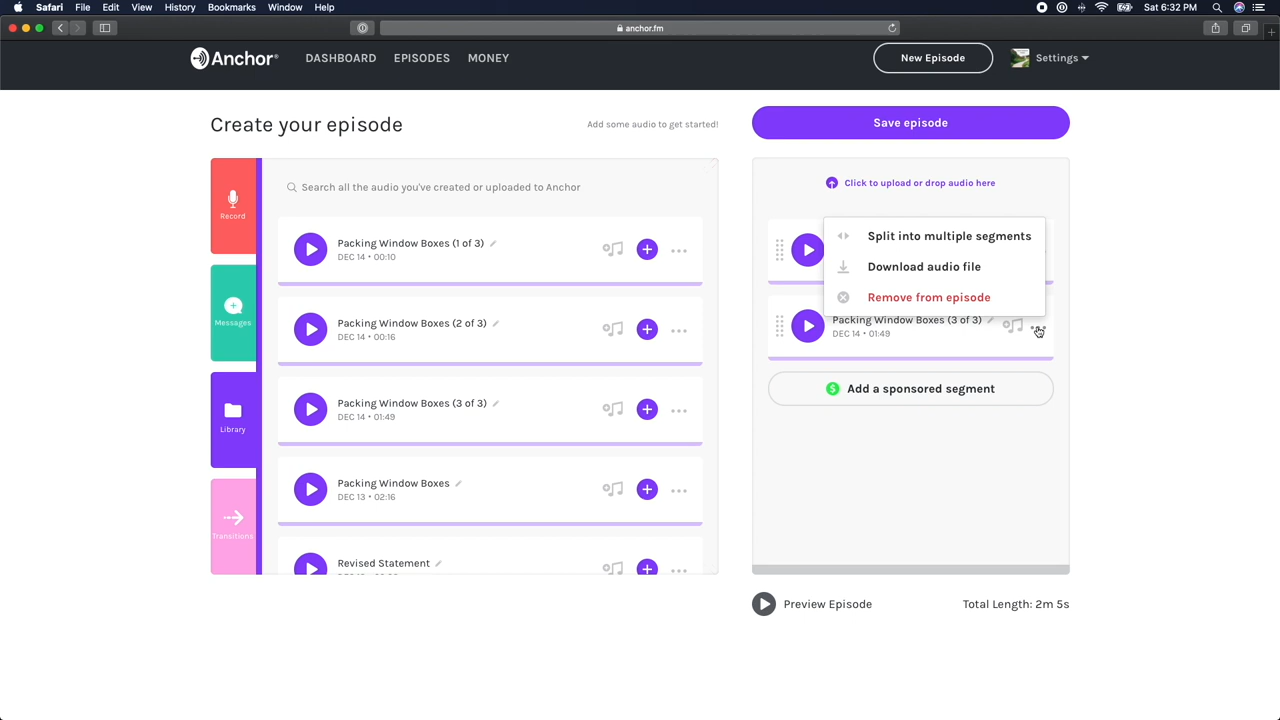 Safari File Edit View History Bookmarks Window Help Sat 6:32 PM
anchor.fm
Anchor DASHBOARD EPISODES MONEY New Episode Settings
Create your episode Add some audio to get started! Save episode
Record
Messages
Library
Transitions
Search all the audio you've created or uploaded to Anchor
Packing Window Boxes (1 of 3)
DEC 14 • 00:10
Packing Window Boxes (2 of 3)
DEC 14 • 00:16
Packing Window Boxes (3 of 3)
DEC 14 • 01:49
Packing Window Boxes
DEC 13 • 02:16
Revised Statement
Click to upload or drop audio here
Split into multiple segments
Download audio file
Remove from episode
Packing Window Boxes (3 of 3)
DEC 14 • 01:49
Add a sponsored segment
Preview Episode Total Length: 2m 5s